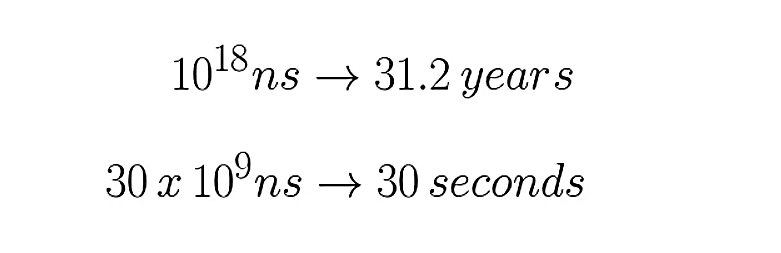 10^18 ns → 31.2 years
30 x 10^9 ns → 30 seconds